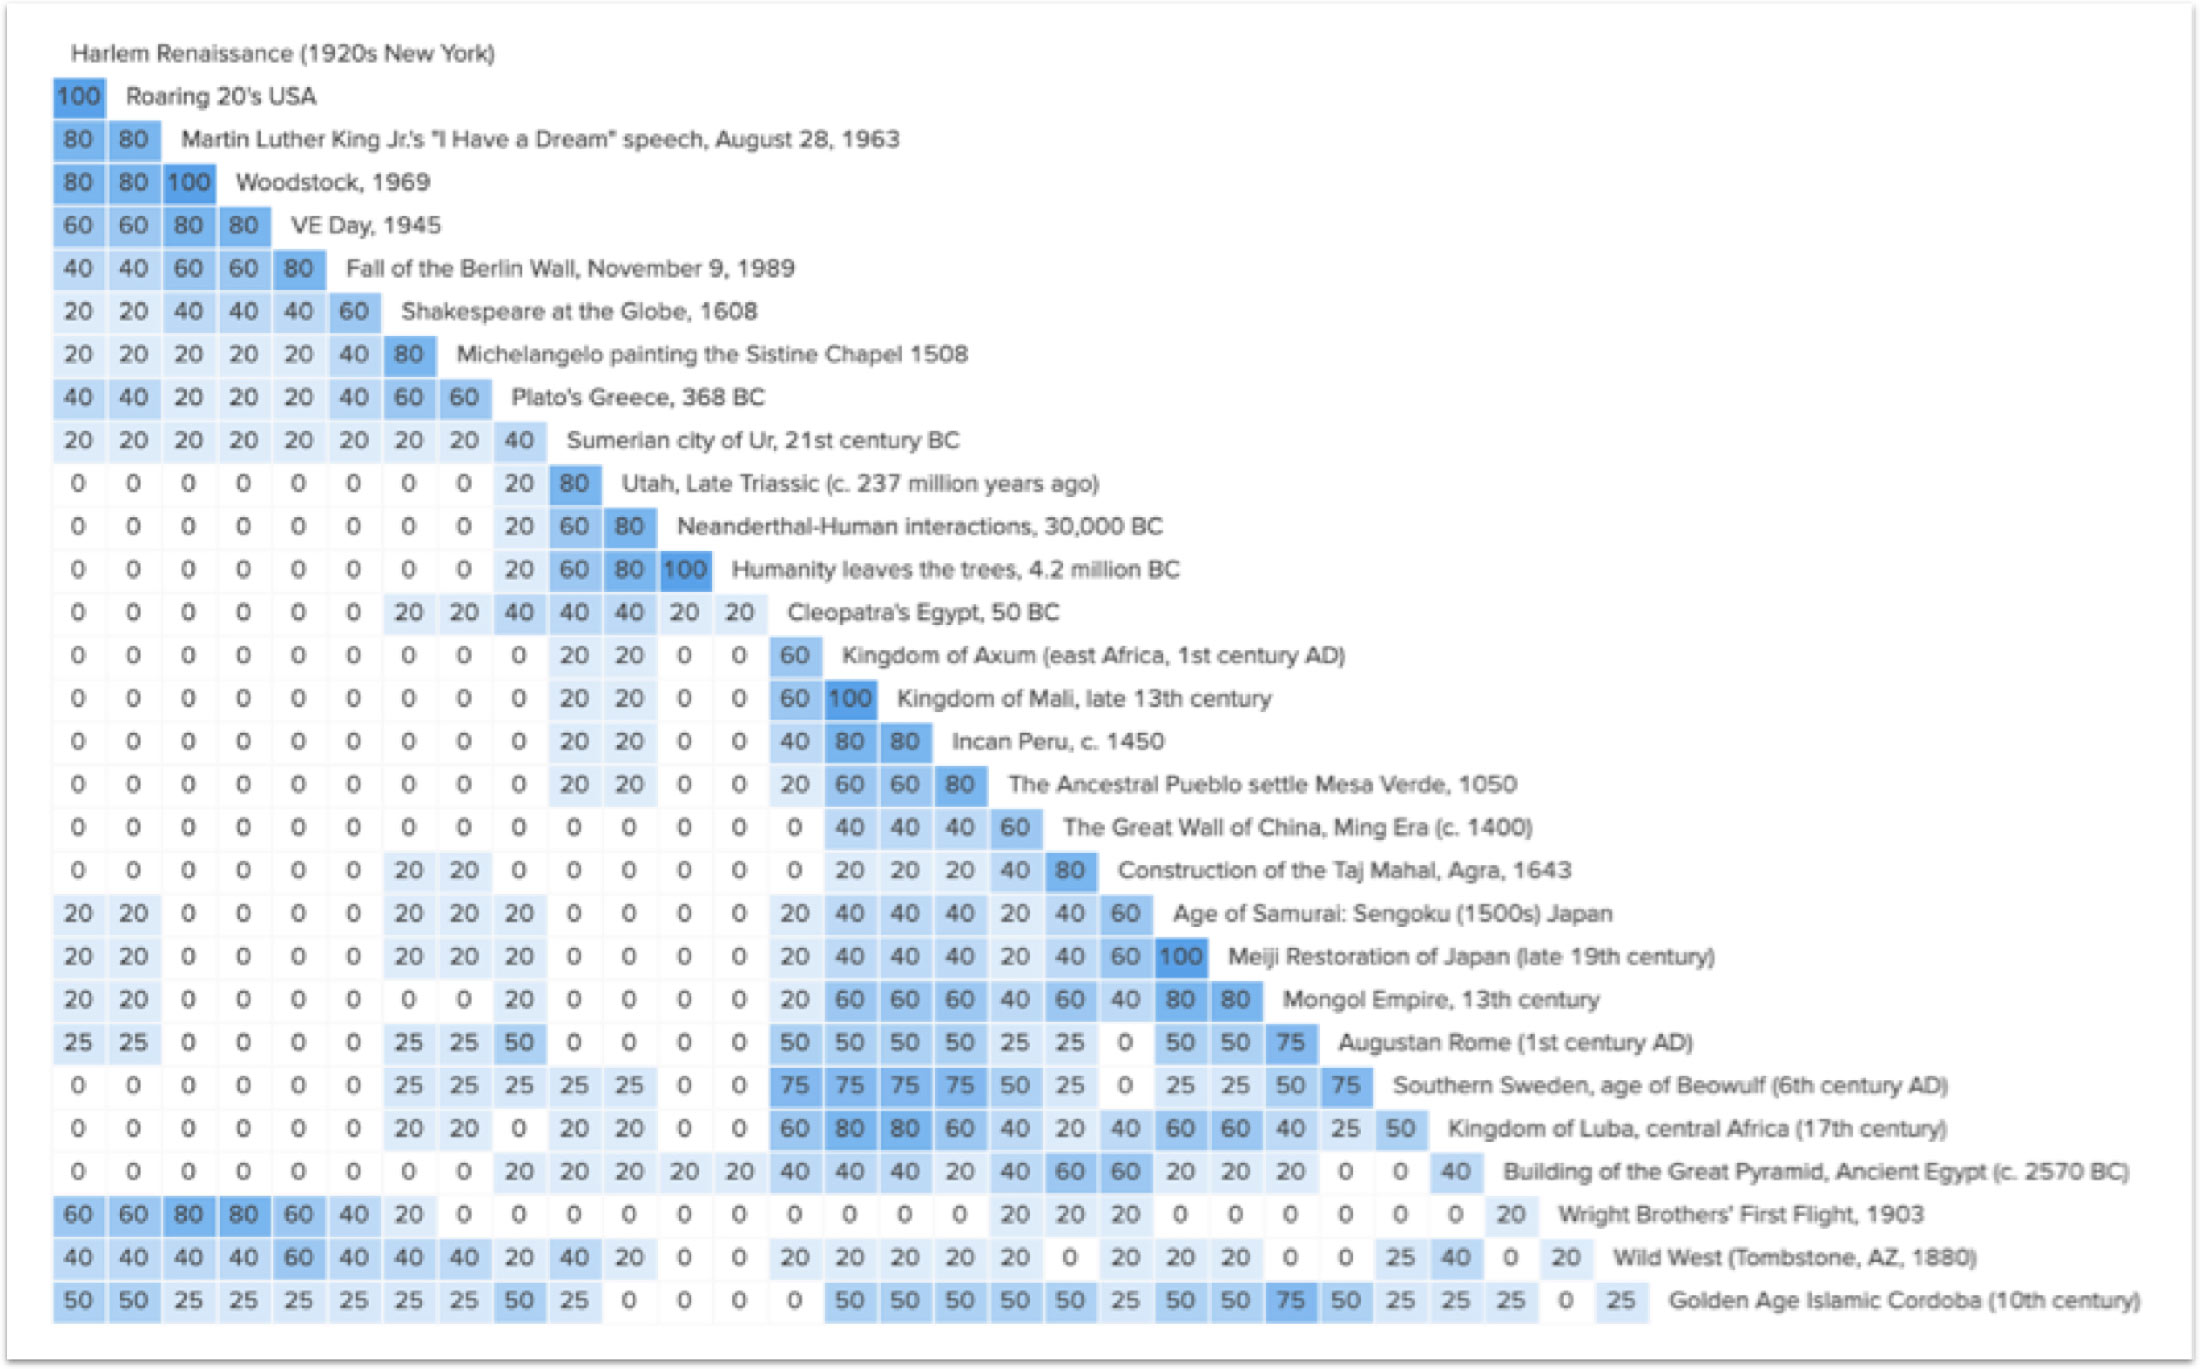 Harlem Renaissance (1920s New York)
100 Roaring 20's USA
80 80 Martin Luther King Jr.'s "I Have a Dream" speech, August 28, 1963
80 80 100 Woodstock, 1969
60 60 80 80 VE Day, 1945
40 40 60 60 80 Fall of the Berlin Wall, November 9, 1989
20 20 40 40 40 60 Shakespeare at the Globe, 1608
20 20 20 20 20 40 80 Michelangelo painting the Sistine Chapel 1508
40 40 20 20 20 40 60 60 Plato's Greece, 368 BC
20 20 20 20 20 20 20 20 40 Sumerian city of Ur, 21st century BC
0 0 0 0 0 0 0 0 20 80 Utah, Late Triassic (c. 237 million years ago)
0 0 0 0 0 0 0 0 20 60 80 Neanderthal-Human interactions, 30,000 BC
0 0 0 0 0 0 0 0 20 60 80 100 Humanity leaves the trees, 4.2 million BC
0 0 0 0 0 0 20 20 40 40 40 20 20 Cleopatra's Egypt, 50 BC
0 0 0 0 0 0 0 0 0 20 20 0 0 60 Kingdom of Axum (east Africa, 1st century AD)
0 0 0 0 0 0 0 0 0 20 20 0 0 60 100 Kingdom of Mali, late 13th century
0 0 0 0 0 0 0 0 0 20 20 0 0 40 80 80 Incan Peru, c. 1450
0 0 0 0 0 0 0 0 0 20 20 0 0 20 60 60 80 The Ancestral Pueblo settle Mesa Verde, 1050
0 0 0 0 0 0 0 0 0 0 0 0 0 0 40 40 40 60 The Great Wall of China, Ming Era (c. 1400)
0 0 0 0 0 0 20 20 0 0 0 0 0 0 20 20 20 40 80 Construction of the Taj Mahal, Agra, 1643
20 20 0 0 0 0 20 20 20 0 0 0 0 20 40 40 40 20 40 60 Age of Samurai: Sengoku (1500s) Japan
20 20 0 0 0 0 20 20 20 0 0 0 0 20 40 40 40 20 40 60 100 Meiji Restoration of Japan (late 19th century)
20 20 0 0 0 0 0 0 20 0 0 0 0 20 60 60 60 40 60 40 80 80 Mongol Empire, 13th century
25 25 0 0 0 0 25 25 50 0 0 0 0 50 50 50 50 25 25 0 50 50 75 Augustan Rome (1st century AD)
0 0 0 0 0 0 25 25 25 25 25 0 0 75 75 75 75 50 25 0 25 25 50 75 Southern Sweden, age of Beowulf (6th century AD)
0 0 0 0 0 0 20 20 0 20 20 0 0 60 80 80 60 40 20 40 60 60 40 25 50 Kingdom of Luba, central Africa (17th century)
0 0 0 0 0 0 0 0 20 20 20 20 20 40 40 40 20 40 60 60 20 20 20 0 0 40 Building of the Great Pyramid, Ancient Egypt (c. 2570 BC)
60 60 80 80 60 40 20 0 0 0 0 0 0 0 0 0 0 20 20 20 0 0 0 0 0 0 20 Wright Brothers' First Flight, 1903
40 40 40 40 60 40 40 40 20 40 20 0 0 20 20 20 20 20 0 20 20 20 0 0 25 40 0 20 Wild West (Tombstone, AZ, 1880)
50 50 25 25 25 25 25 25 50 25 0 0 0 0 50 50 50 50 50 25 50 50 75 50 25 25 25 0 25 Golden Age Islamic Cordoba (10th century)